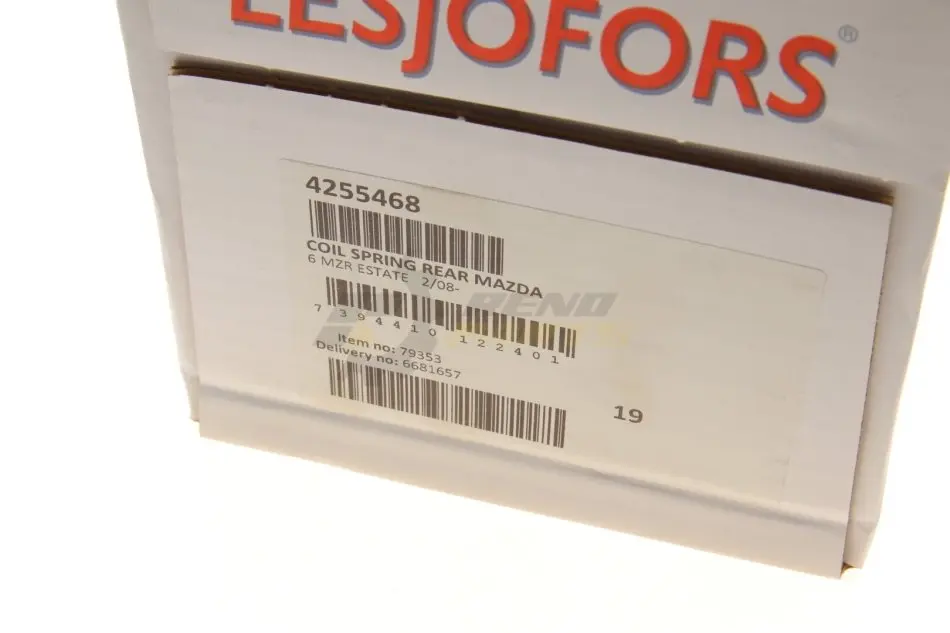 LESJOFORS®
4255468
COIL SPRING REAR MAZDA
6 MZR ESTATE 2/08-
7 394410 122401
Item no: 79353
Delivery no: 6681657
19